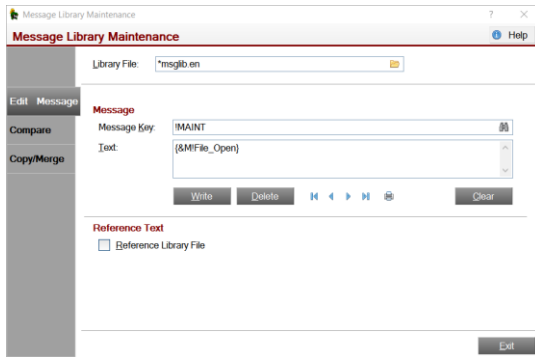 Message Library Maintenance
Message Library Maintenance
Help
Library File: *msglib.en
Edit Message
Message
Compare
Message Key: !MAINT
Text: {&M!File_Open}
Copy/Merge
Write Delete Clear
Reference Text
Reference Library File
Exit